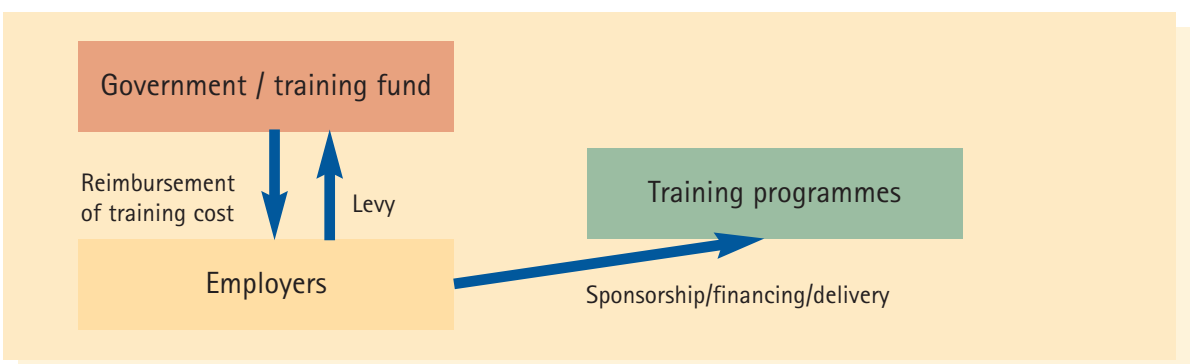 Government / training fund
Reimbursement
of training cost
Levy
Training programmes
Employers
Sponsorship/financing/delivery